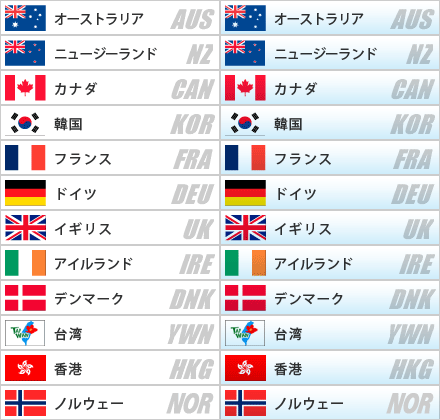 オーストラリア AUS オーストラリア AUS
ニュージーランド NZ ニュージーランド NZ
カナダ CAN カナダ CAN
韓国 KOR 韓国 KOR
フランス FRA フランス FRA
ドイツ DEU ドイツ DEU
イギリス UK イギリス UK
アイルランド IRE アイルランド IRE
デンマーク DNK デンマーク DNK
TAIWAN 台湾 YWN TAIWAN 台湾 YWN
香港 HKG 香港 HKG
ノルウェー NOR ノルウェー NOR